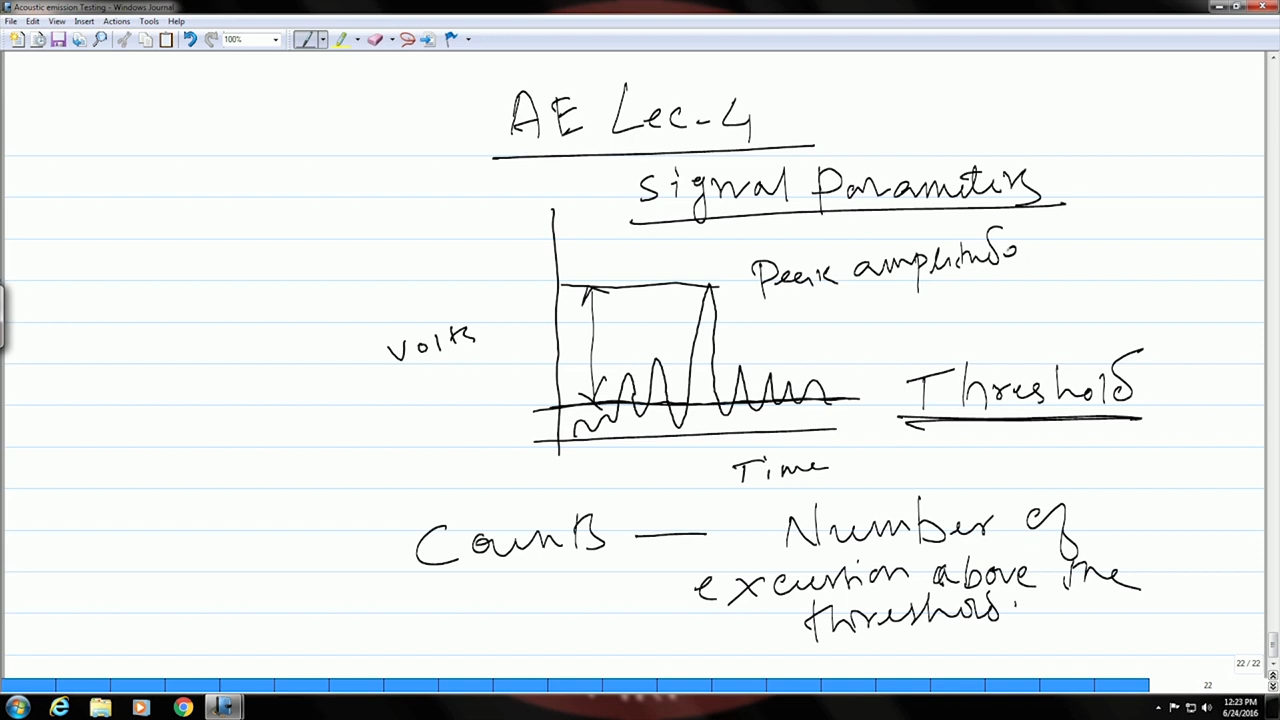 Acoustic emission Testing - Windows Journal
File Edit View Insert Actions Tools Help
100%
AE Lec-4
Signal Parameters
Peak amplitude
Volts
Threshold
Time
Counts — Number of
excursion above the
threshold.
22 / 22
22
12:23 PM
6/24/2016